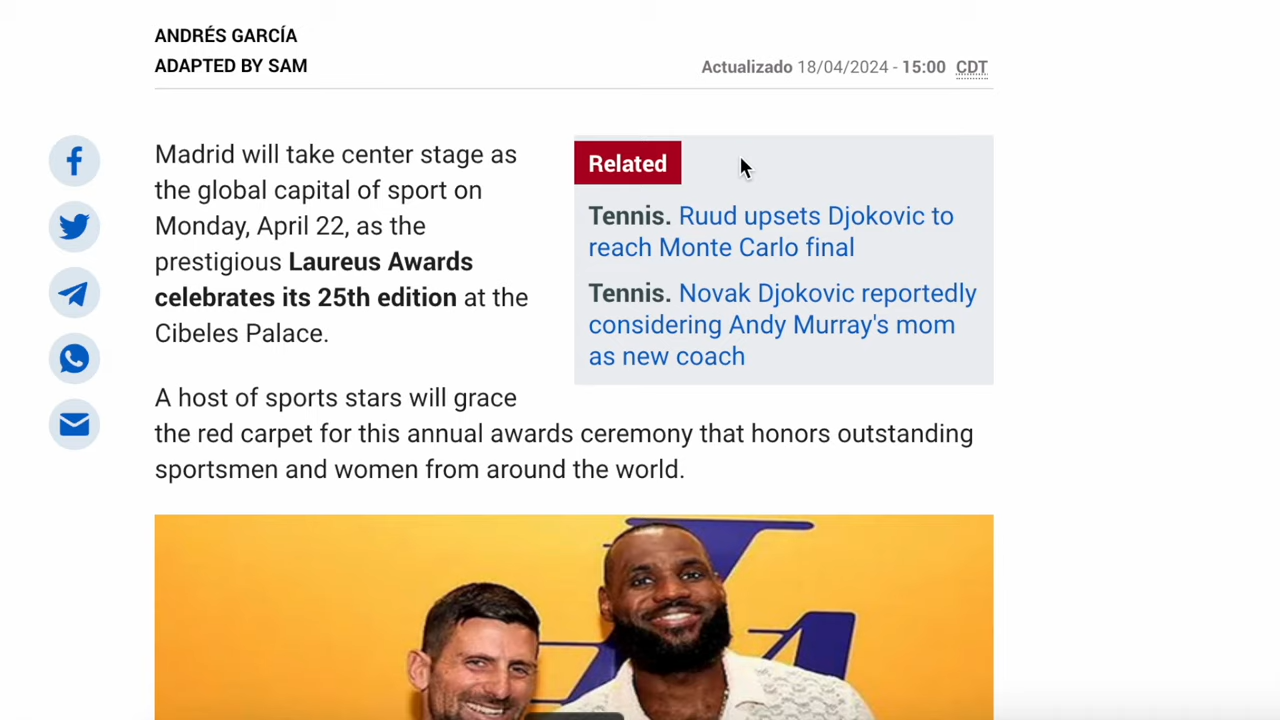 ANDRÉS GARCÍA
ADAPTED BY SAM
Actualizado 18/04/2024 - 15:00 CDT
Madrid will take center stage as
the global capital of sport on
Monday, April 22, as the
prestigious Laureus Awards
celebrates its 25th edition at the
Cibeles Palace.
Related
Tennis. Ruud upsets Djokovic to
reach Monte Carlo final
Tennis. Novak Djokovic reportedly
considering Andy Murray's mom
as new coach
A host of sports stars will grace
the red carpet for this annual awards ceremony that honors outstanding
sportsmen and women from around the world.